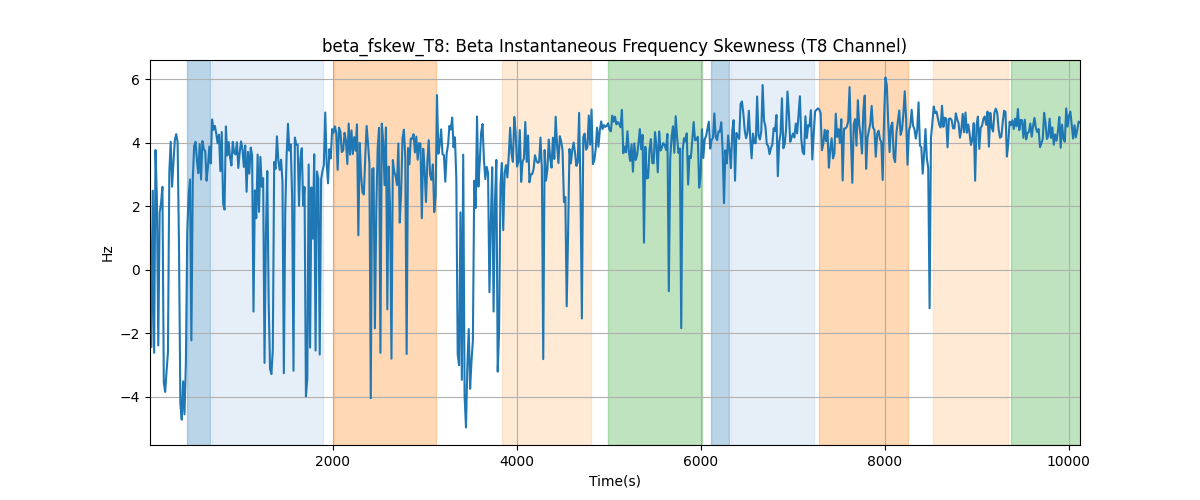 beta_fskew_T8: Beta Instantaneous Frequency Skewness (T8 Channel)
6
4
2
0
−2
−4
Hz
2000 4000 6000 8000 10000
Time(s)